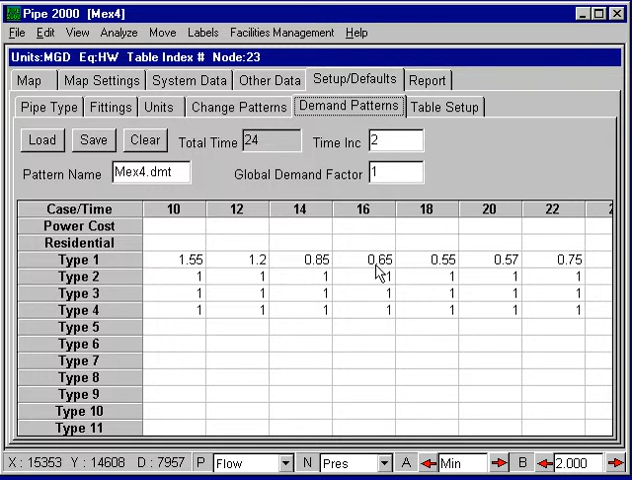 Pipe 2000 [Mex4]
File Edit View Analyze Move Labels Facilities Management Help
Units:MGD Eq:HW Table Index # Node:23
Map Map Settings System Data Other Data Setup/Defaults Report
Pipe Type Fittings Units Change Patterns Demand Patterns Table Setup
Load Save Clear Total Time 24 Time Inc 2
Pattern Name Mex4.dmt Global Demand Factor 1
Case/Time 10 12 14 16 18 20 22
Power Cost
Residential
Type 1 1.55 1.2 0.85 0.65 0.55 0.57 0.75
Type 2 1 1 1 1 1 1 1
Type 3 1 1 1 1 1 1 1
Type 4 1 1 1 1 1 1 1
Type 5
Type 6
Type 7
Type 8
Type 9
Type 10
Type 11
X : 15353 Y : 14608 D : 7957 P Flow N Pres A Min B 2.000